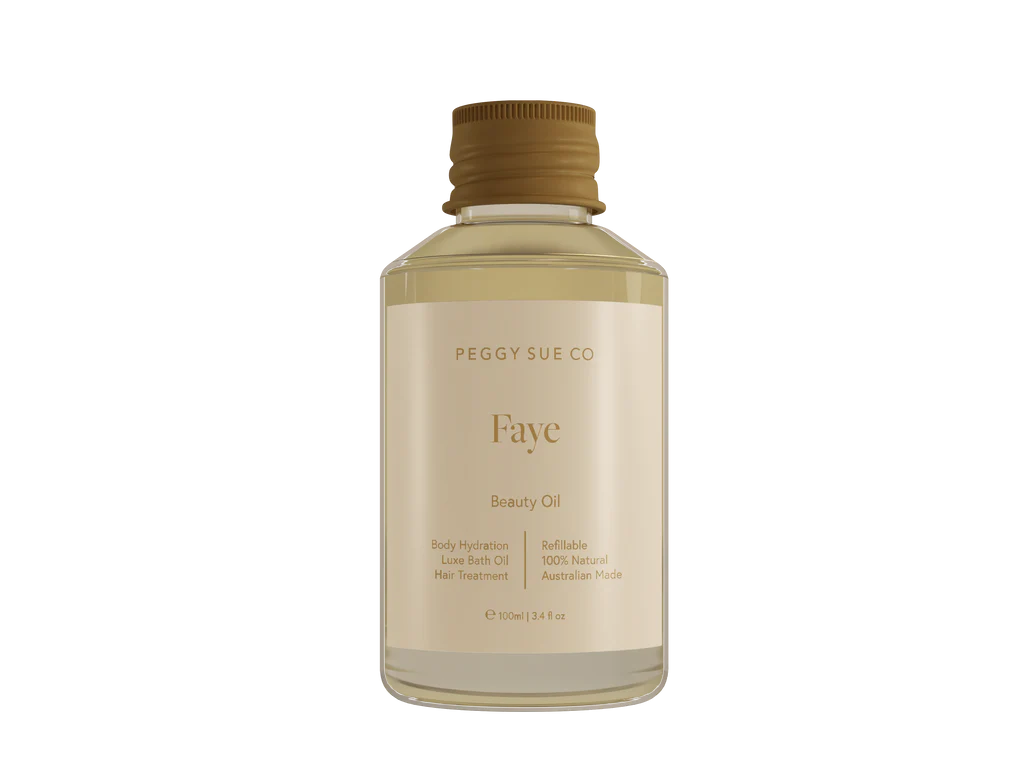 PEGGY SUE CO
Faye
Beauty Oil
Body Hydration
Luxe Bath Oil
Hair Treatment
Refillable
100% Natural
Australian Made
℮ 100ml | 3.4 fl oz